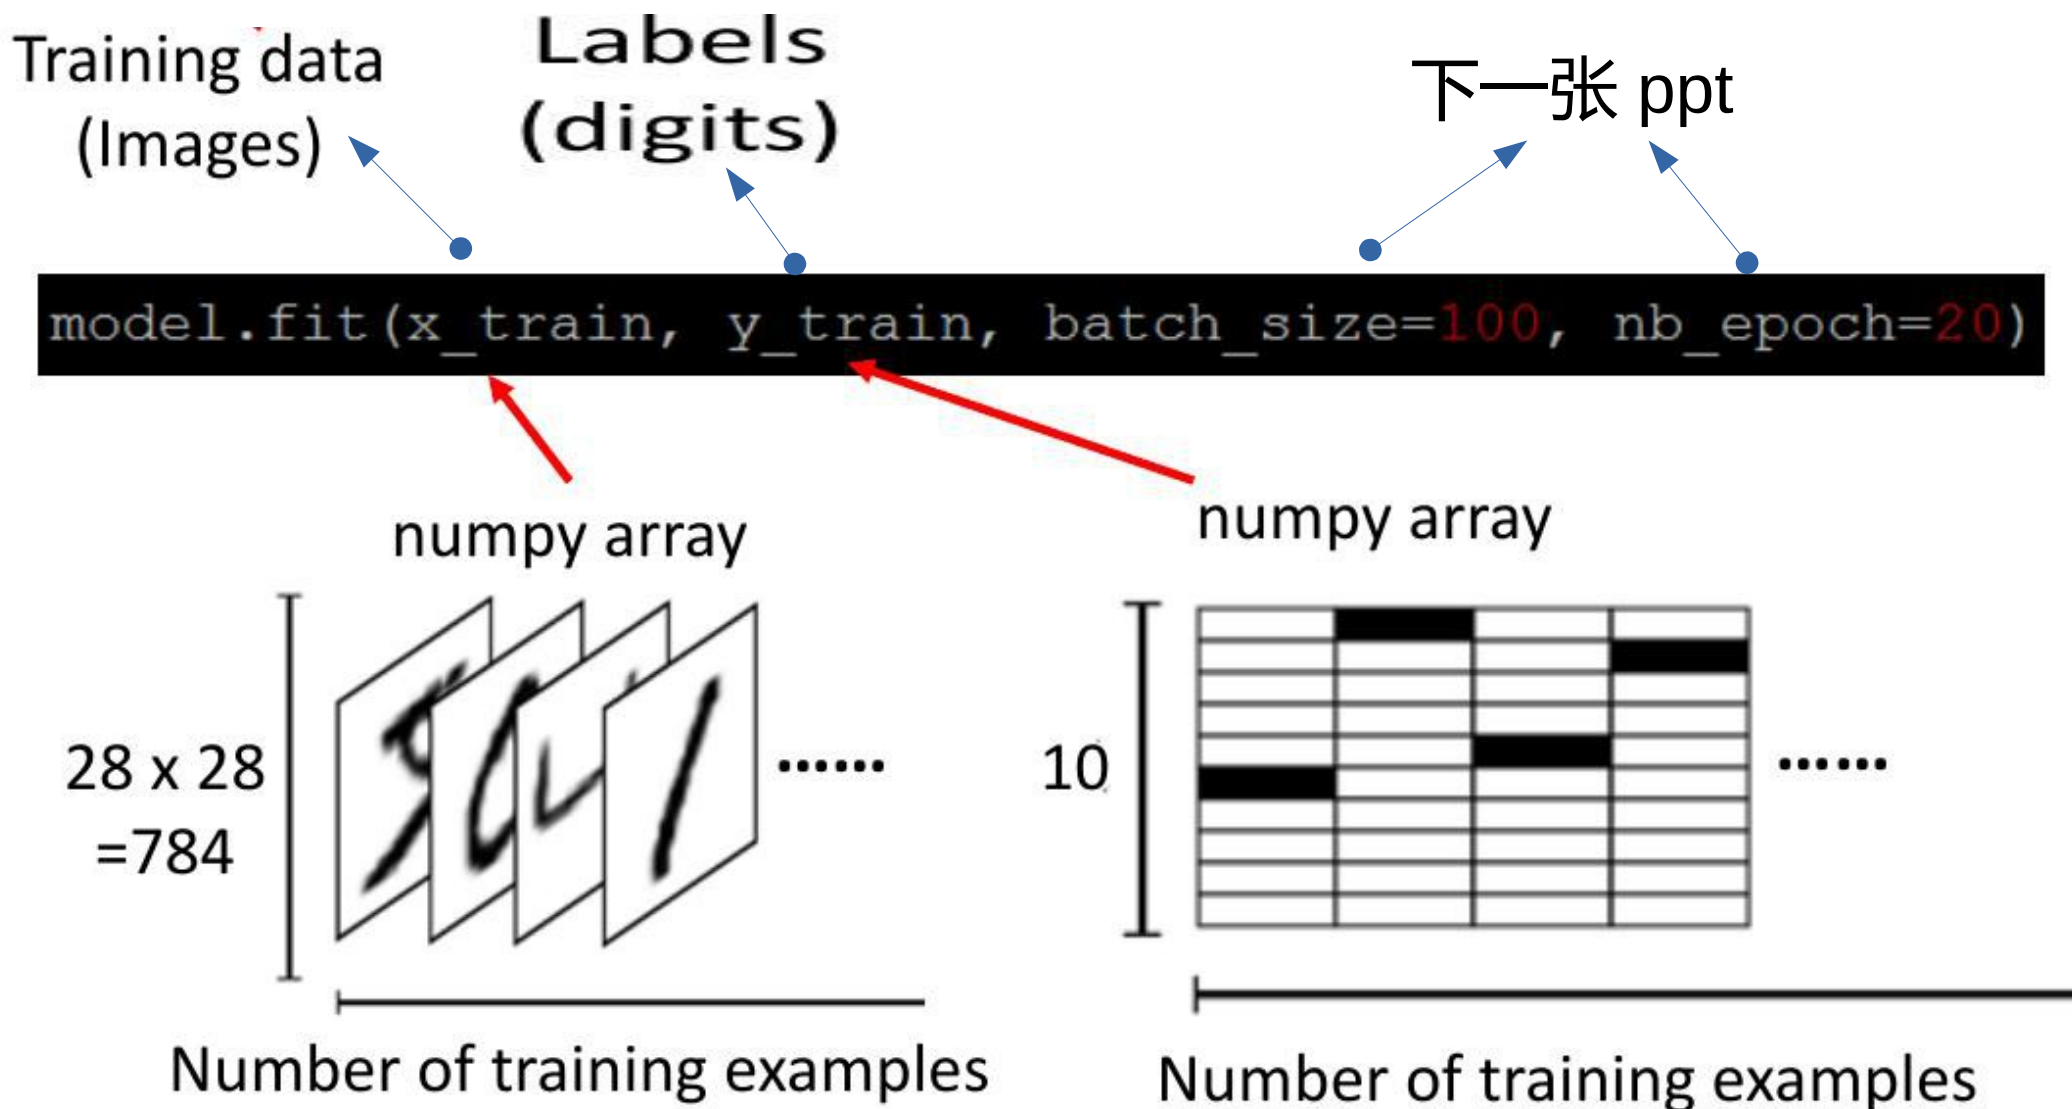 Training data
(Images)
Labels
(digits)
下一张 ppt
model.fit(x_train, y_train, batch_size=100, nb_epoch=20)
numpy array
numpy array
28 x 28
=784
......
10
......
Number of training examples
Number of training examples